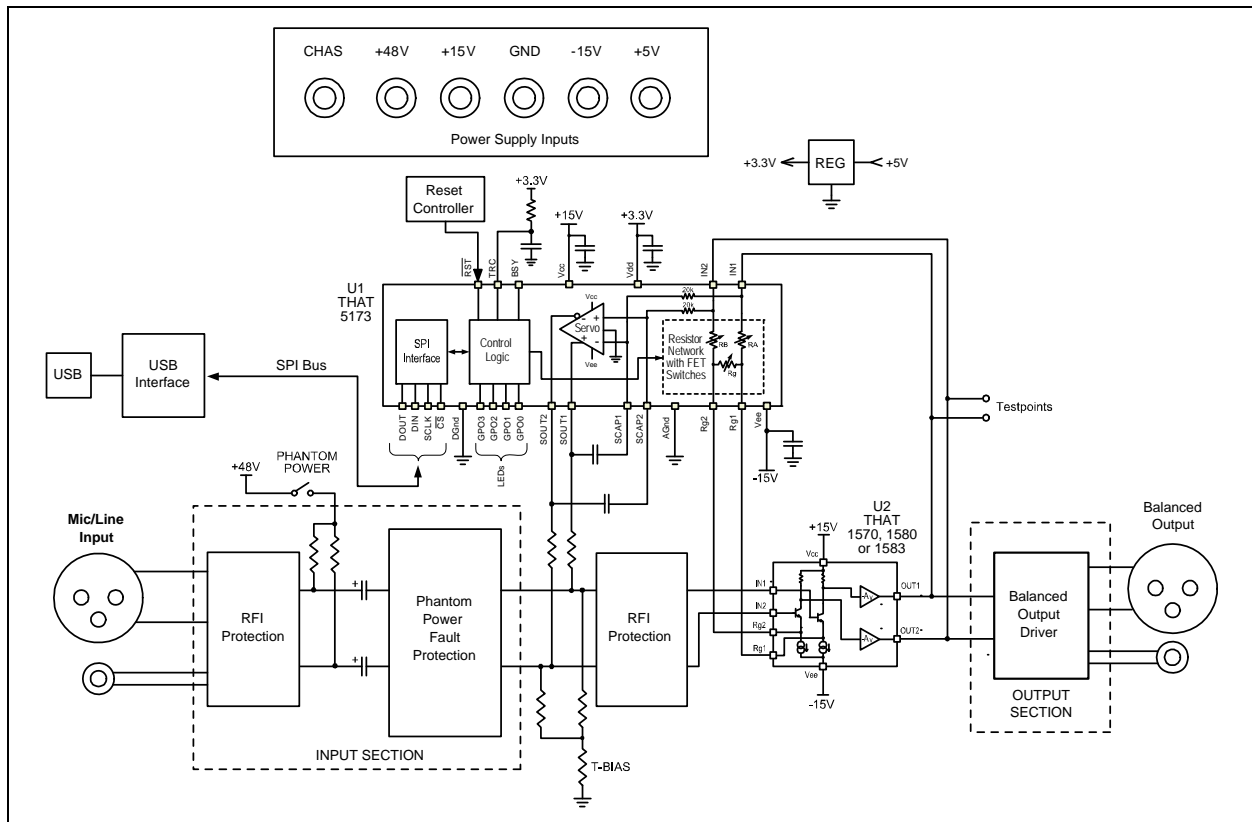 CHAS +48V +15V GND -15V +5V
Power Supply Inputs
+3.3V REG +5V
Reset
Controller
+3.3V
+15V
+3.3V
RST
TRC
BSY
Vcc
Vdd
IN2
IN1
U1
THAT
5173
SPI
Interface
Control
Logic
Vcc
Servo
- +
+ -
Vee
20k
20k
Resistor
Network
with FET
Switches
RB
RA
Rg
USB
USB
Interface
SPI Bus
DOUT
DIN
SCLK
CS
DGnd
GPO3
GPO2
GPO1
GPO0
SOUT2
SOUT1
SCAP1
SCAP2
AGnd
Rg2
Rg1
Vee
LEDs
-15V
Testpoints
+48V
PHANTOM
POWER
Mic/Line
Input
RFI
Protection
+
+
Phantom
Power
Fault
Protection
INPUT SECTION
T-BIAS
RFI
Protection
U2
THAT
1570, 1580
or 1583
+15V
Vcc
IN1
IN2
Rg2
Rg1
-Av
-Av
OUT1
OUT2
Vee
-15V
Balanced
Output
Driver
OUTPUT
SECTION
Balanced
Output